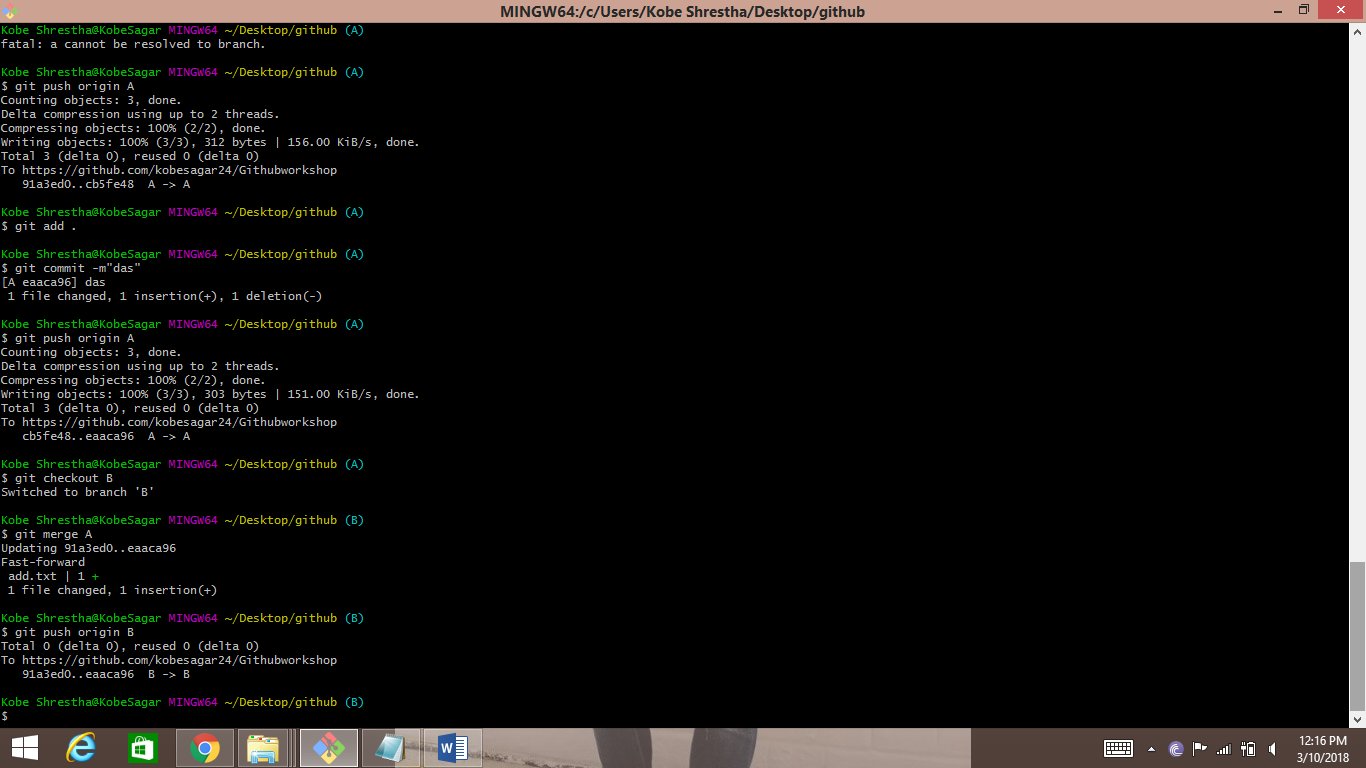 MINGW64:/c/Users/Kobe Shrestha/Desktop/github
Kobe Shrestha@KobeSagar MINGW64 ~/Desktop/github (A)
fatal: a cannot be resolved to branch.
Kobe Shrestha@KobeSagar MINGW64 ~/Desktop/github (A)
$ git push origin A
Counting objects: 3, done.
Delta compression using up to 2 threads.
Compressing objects: 100% (2/2), done.
Writing objects: 100% (3/3), 312 bytes | 156.00 KiB/s, done.
Total 3 (delta 0), reused 0 (delta 0)
To https://github.com/kobesagar24/Githubworkshop
   91a3ed0..cb5fe48  A -> A
Kobe Shrestha@KobeSagar MINGW64 ~/Desktop/github (A)
$ git add .
Kobe Shrestha@KobeSagar MINGW64 ~/Desktop/github (A)
$ git commit -m"das"
[A eaaca96] das
 1 file changed, 1 insertion(+), 1 deletion(-)
Kobe Shrestha@KobeSagar MINGW64 ~/Desktop/github (A)
$ git push origin A
Counting objects: 3, done.
Delta compression using up to 2 threads.
Compressing objects: 100% (2/2), done.
Writing objects: 100% (3/3), 303 bytes | 151.00 KiB/s, done.
Total 3 (delta 0), reused 0 (delta 0)
To https://github.com/kobesagar24/Githubworkshop
   cb5fe48..eaaca96  A -> A
Kobe Shrestha@KobeSagar MINGW64 ~/Desktop/github (A)
$ git checkout B
Switched to branch 'B'
Kobe Shrestha@KobeSagar MINGW64 ~/Desktop/github (B)
$ git merge A
Updating 91a3ed0..eaaca96
Fast-forward
 add.txt | 1 +
 1 file changed, 1 insertion(+)
Kobe Shrestha@KobeSagar MINGW64 ~/Desktop/github (B)
$ git push origin B
Total 0 (delta 0), reused 0 (delta 0)
To https://github.com/kobesagar24/Githubworkshop
   91a3ed0..eaaca96  B -> B
Kobe Shrestha@KobeSagar MINGW64 ~/Desktop/github (B)
$
12:16 PM
3/10/2018